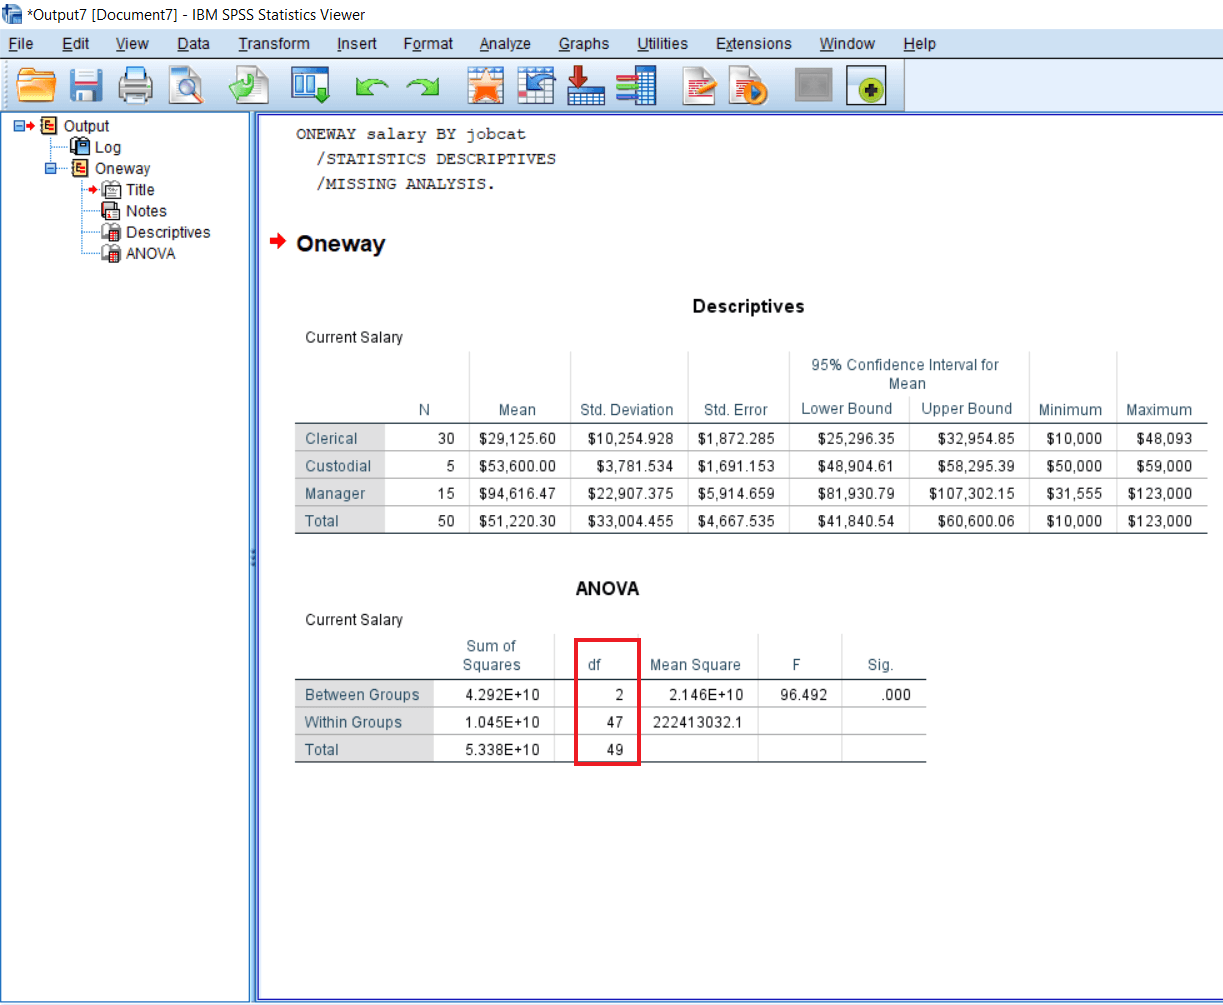 *Output7 [Document7] - IBM SPSS Statistics Viewer
File Edit View Data Transform Insert Format Analyze Graphs Utilities Extensions Window Help
Output
Log
Oneway
Title
Notes
Descriptives
ANOVA
ONEWAY salary BY jobcat
/STATISTICS DESCRIPTIVES
/MISSING ANALYSIS.
Oneway
Descriptives
Current Salary
95% Confidence Interval for
Mean
N Mean Std. Deviation Std. Error Lower Bound Upper Bound Minimum Maximum
Clerical 30 $29,125.60 $10,254.928 $1,872.285 $25,296.35 $32,954.85 $10,000 $48,093
Custodial 5 $53,600.00 $3,781.534 $1,691.153 $48,904.61 $58,295.39 $50,000 $59,000
Manager 15 $94,616.47 $22,907.375 $5,914.659 $81,930.79 $107,302.15 $31,555 $123,000
Total 50 $51,220.30 $33,004.455 $4,667.535 $41,840.54 $60,600.06 $10,000 $123,000
ANOVA
Current Salary
Sum of
Squares df Mean Square F Sig.
Between Groups 4.292E+10 2 2.146E+10 96.492 .000
Within Groups 1.045E+10 47 222413032.1
Total 5.338E+10 49